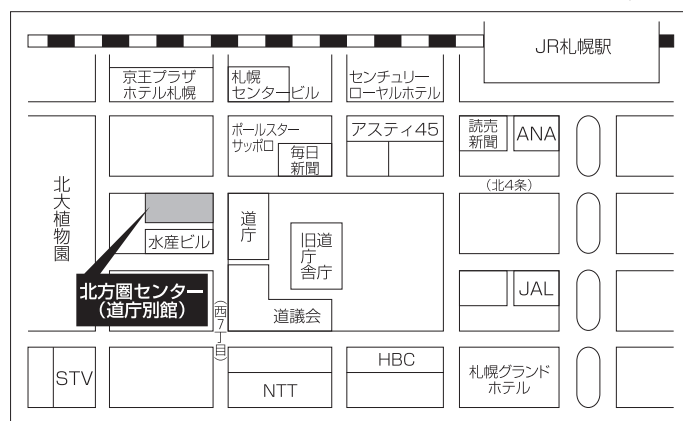 JR札幌駅
京王プラザ
ホテル札幌
札幌
センタービル
センチュリー
ローヤルホテル
ポールスター
サッポロ
毎日
新聞
アスティ45
読売
新聞
ANA
(北4条)
北大植物園
水産ビル
道庁
旧道
庁
舎庁
北方圏センター
(道庁別館)
(西7丁目)
道議会
JAL
STV
NTT
HBC
札幌グランド
ホテル